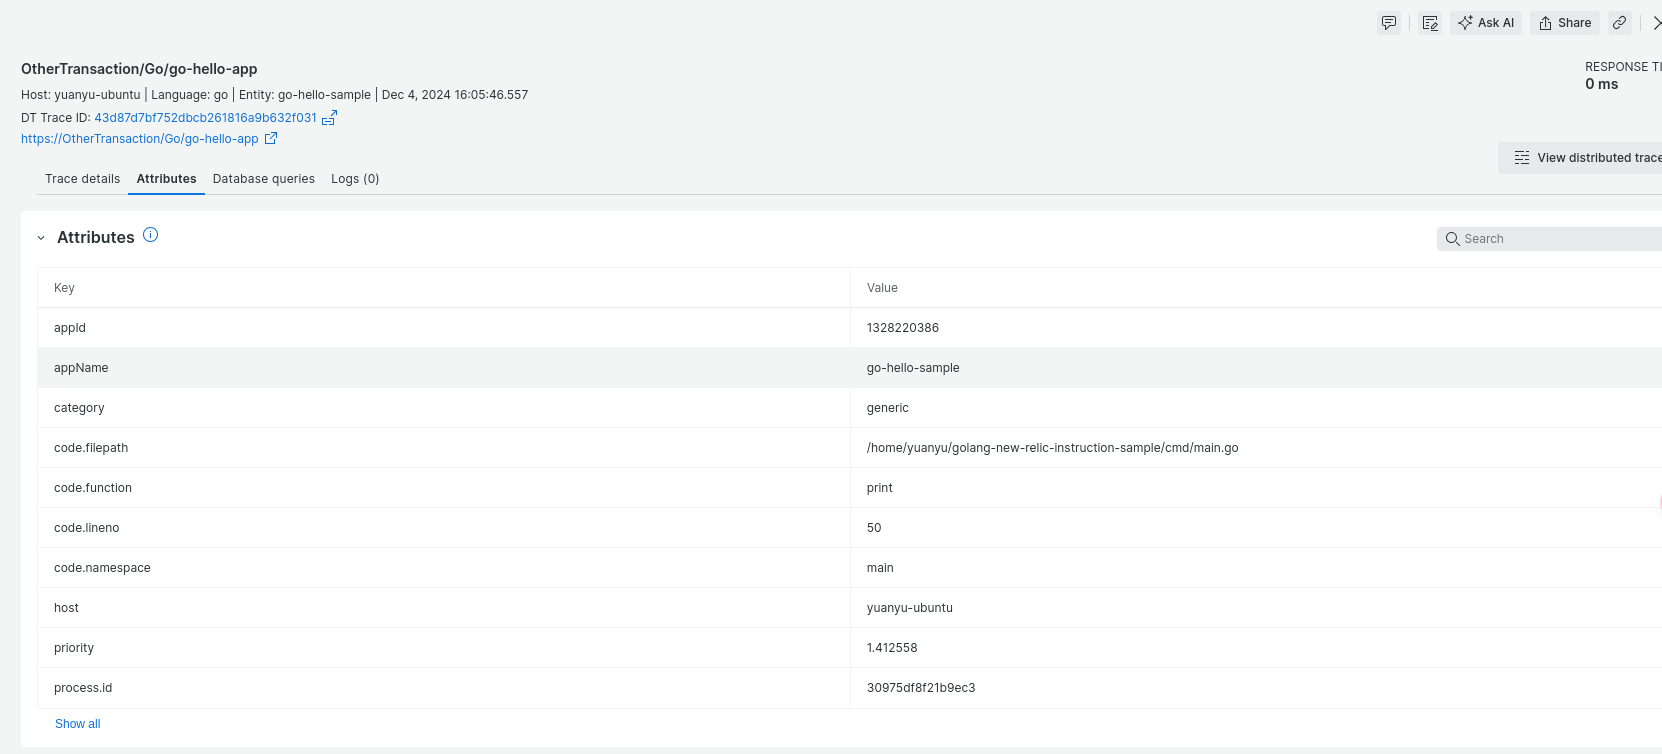 Ask AI
Share
OtherTransaction/Go/go-hello-app
RESPONSE TI
Host: yuanyu-ubuntu | Language: go | Entity: go-hello-sample | Dec 4, 2024 16:05:46.557
0 ms
DT Trace ID: 43d87d7bf752dbcb261816a9b632f031
https://OtherTransaction/Go/go-hello-app
View distributed trace
Trace details Attributes Database queries Logs (0)
Attributes
Search
Key Value
appId 1328220386
appName go-hello-sample
category generic
code.filepath /home/yuanyu/golang-new-relic-instruction-sample/cmd/main.go
code.function print
code.lineno 50
code.namespace main
host yuanyu-ubuntu
priority 1.412558
process.id 30975df8f21b9ec3
Show all